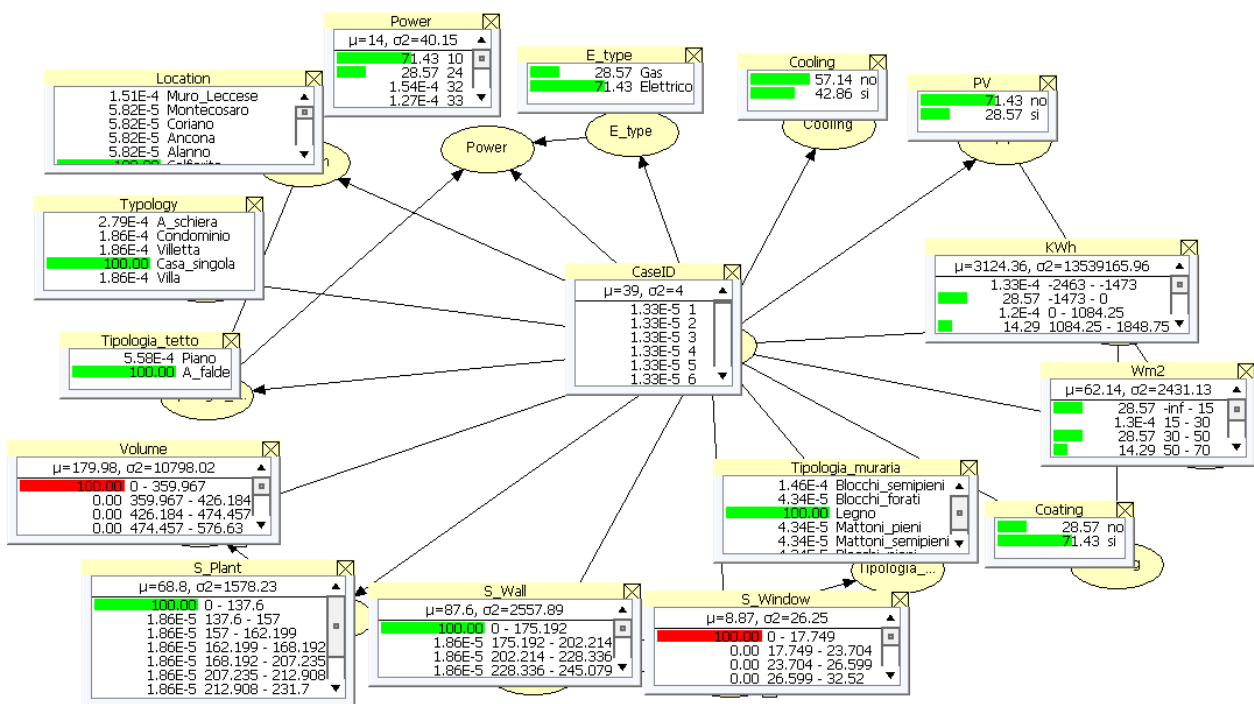 Power
μ=14, σ2=40.15
71.43 10
28.57 24
1.54E-4 32
1.27E-4 33
E_type
28.57 Gas
71.43 Elettrico
E_type
Cooling
57.14 no
42.86 si
Cooling
PV
71.43 no
28.57 si
Location
1.51E-4 Muro_Leccese
5.82E-5 Montecosaro
5.82E-5 Coriano
5.82E-5 Ancona
5.82E-5 Alanno
100.00
Power
Typology
2.79E-4 A_schiera
1.86E-4 Condominio
1.86E-4 Villetta
100.00 Casa_singola
1.86E-4 Villa
CaseID
μ=39, σ2=4
1.33E-5 1
1.33E-5 2
1.33E-5 3
1.33E-5 4
1.33E-5 5
1.33E-5 6
KWh
μ=3124.36, σ2=13539165.96
1.33E-4 -2463 - -1473
28.57 -1473 - 0
1.2E-4 0 - 1084.25
14.29 1084.25 - 1848.75
Tipologia_tetto
5.58E-4 Piano
100.00 A_falde
Wm2
μ=62.14, σ2=2431.13
28.57 -inf - 15
1.3E-4 15 - 30
28.57 30 - 50
14.29 50 - 70
Volume
μ=179.98, σ2=10798.02
100.00 0 - 359.967
0.00 359.967 - 426.184
0.00 426.184 - 474.457
0.00 474.457 - 576.63
Tipologia_muraria
1.46E-4 Blocchi_semipieni
4.34E-5 Blocchi_forati
100.00 Legno
4.34E-5 Mattoni_pieni
4.34E-5 Mattoni_semipieni
4.34E-5 Blocchi_pieni
Tipologia_...
Coating
28.57 no
71.43 si
S_Plant
μ=68.8, σ2=1578.23
100.00 0 - 137.6
1.86E-5 137.6 - 157
1.86E-5 157 - 162.199
1.86E-5 162.199 - 168.192
1.86E-5 168.192 - 207.235
1.86E-5 207.235 - 212.908
1.86E-5 212.908 - 231.7
S_Wall
μ=87.6, σ2=2557.89
100.00 0 - 175.192
1.86E-5 175.192 - 202.214
1.86E-5 202.214 - 228.336
1.86E-5 228.336 - 245.079
S_Window
μ=8.87, σ2=26.25
100.00 0 - 17.749
0.00 17.749 - 23.704
0.00 23.704 - 26.599
0.00 26.599 - 32.52